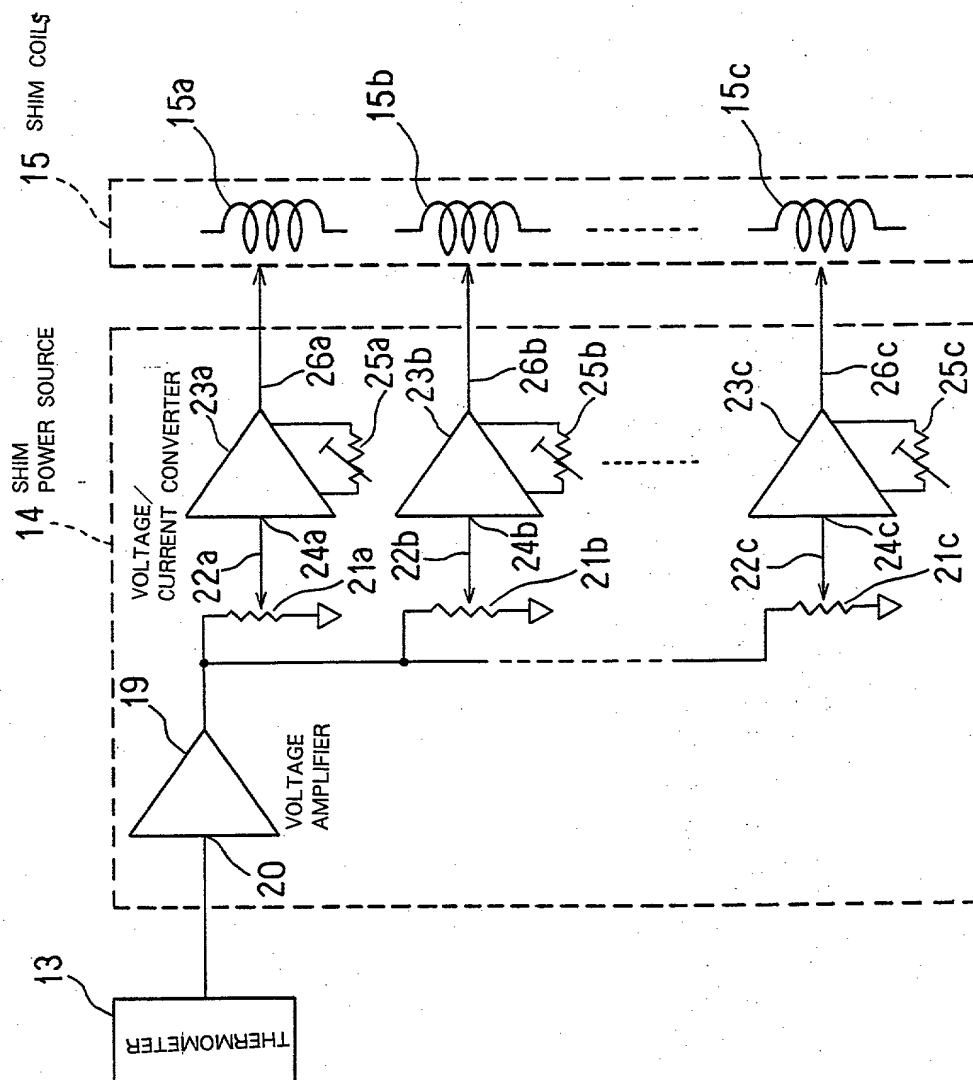 15 SHIM COILS
15a
15b
15c
14 SHIM
POWER SOURCE
VOLTAGE/
CURRENT CONVERTER
23a
26a
25a
22a
24a
21a
23b
26b
25b
22b
24b
21b
23c
26c
25c
22c
24c
21c
19
VOLTAGE
AMPLIFIER
20
13
THERMOMETER